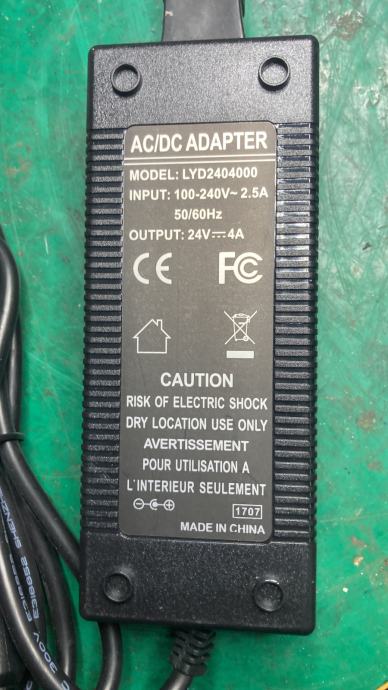 AC/DC ADAPTER
MODEL: LYD2404000
INPUT: 100-240V~ 2.5A
50/60Hz
OUTPUT: 24V⎓4A
CE FC
CAUTION
RISK OF ELECTRIC SHOCK
DRY LOCATION USE ONLY
AVERTISSEMENT
POUR UTILISATION A
L'INTERIEUR SEULEMENT
1707
MADE IN CHINA
300V